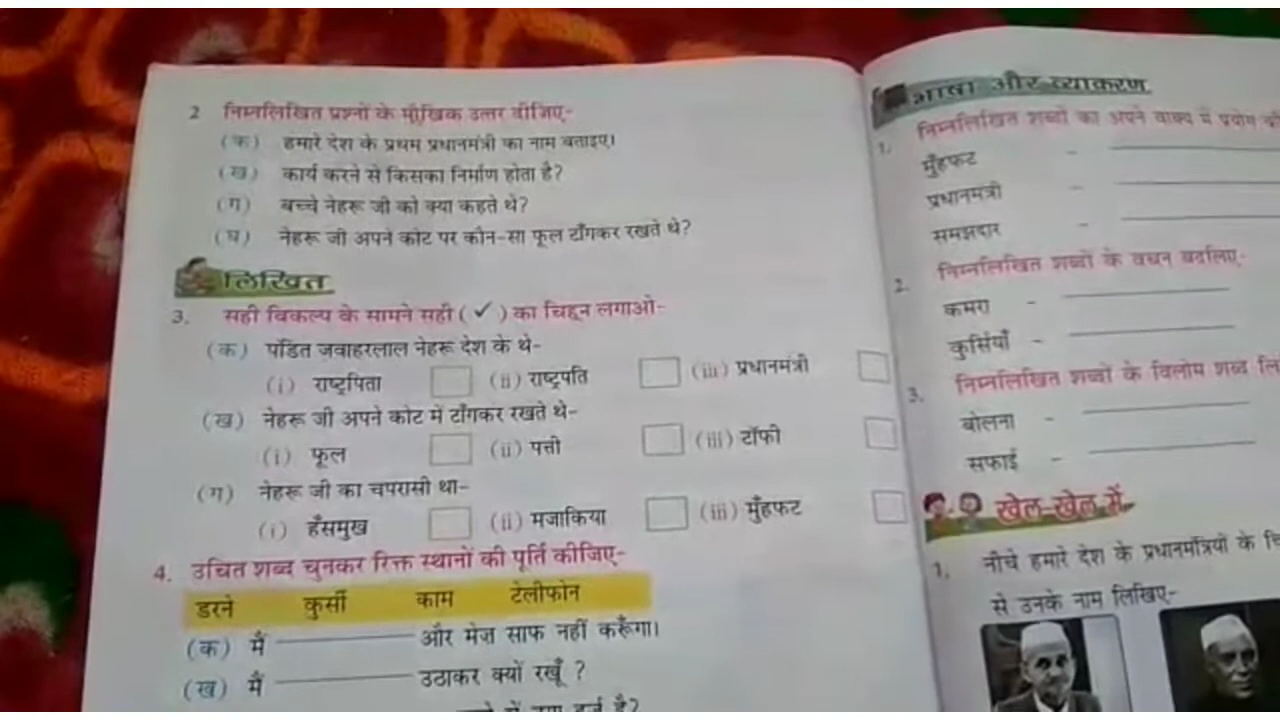 2 निम्नलिखित प्रश्नों के मौखिक उत्तर दीजिए-
(क) हमारे देश के प्रथम प्रधानमंत्री का नाम बताइए।
(ख) कार्य करने से किसका निर्माण होता है?
(ग) बच्चे नेहरू जी को क्या कहते थे?
(घ) नेहरू जी अपने कोट पर कौन-सा फूल टाँगकर रखते थे?
लिखित
3. सही विकल्प के सामने सही (✓) का चिह्न लगाओ-
(क) पंडित जवाहरलाल नेहरू देश के थे-
(i) राष्ट्रपिता (ii) राष्ट्रपति (iii) प्रधानमंत्री
(ख) नेहरू जी अपने कोट में टाँगकर रखते थे-
(i) फूल (ii) पत्ती (iii) टॉफी
(ग) नेहरू जी का चपरासी था-
(i) हँसमुख (ii) मजाकिया (iii) मुँहफट
4. उचित शब्द चुनकर रिक्त स्थानों की पूर्ति कीजिए-
डरने कुर्सी काम टेलीफोन
(क) मैं ________ और मेज़ साफ नहीं करूँगा।
(ख) मैं ________ उठाकर क्यों रखूँ ?
में क्या हर्ज है?
भाषा और व्याकरण
1. निम्नलिखित शब्दों का अपने वाक्य में प्रयोग
मुँहफट -
प्रधानमंत्री -
समझदार -
2. निम्नलिखित शब्दों के वचन बदलिए-
कमरा -
कुर्सियाँ -
3. निम्नलिखित शब्दों के विलोम शब्द
बोलना -
सफाई -
खेल-खेल में
1. नीचे हमारे देश के प्रधानमंत्रियों के
से उनके नाम लिखिए-